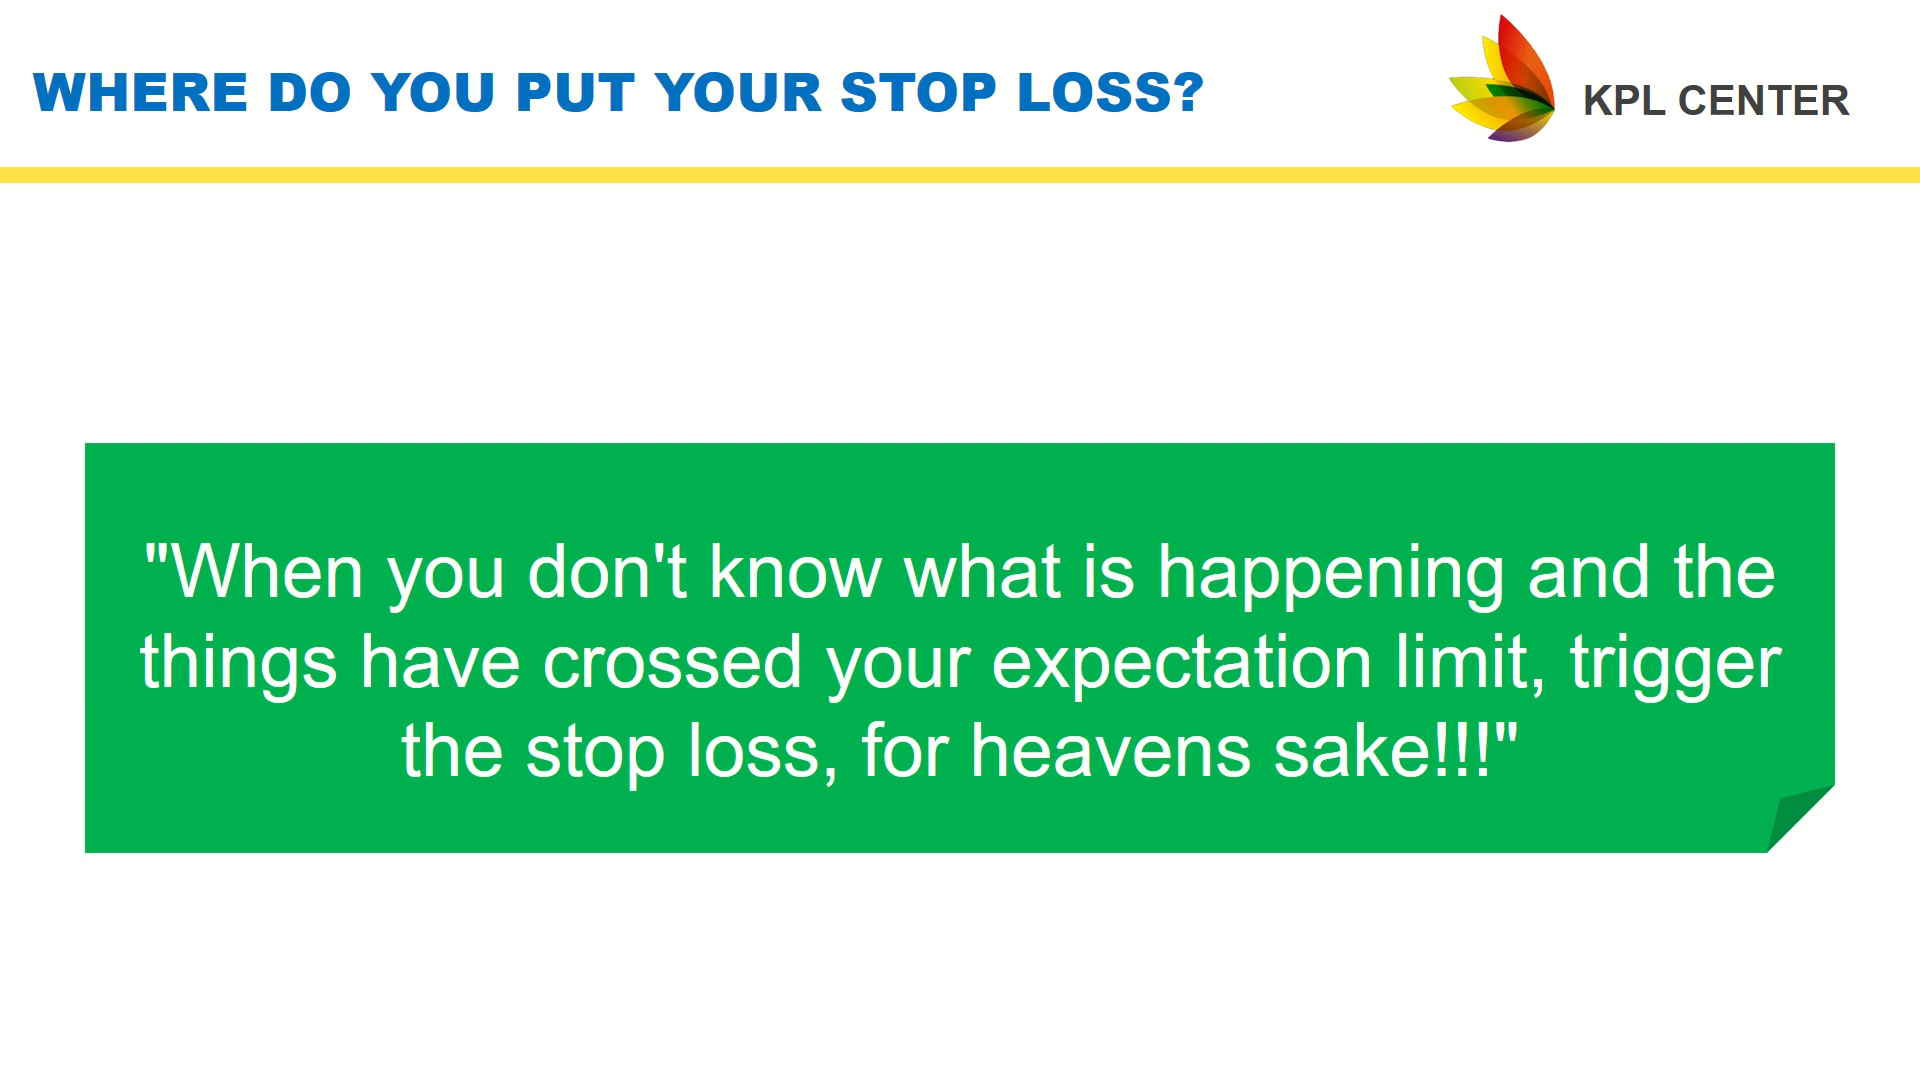 WHERE DO YOU PUT YOUR STOP LOSS?
KPL CENTER
"When you don't know what is happening and the
things have crossed your expectation limit, trigger
the stop loss, for heavens sake!!!"